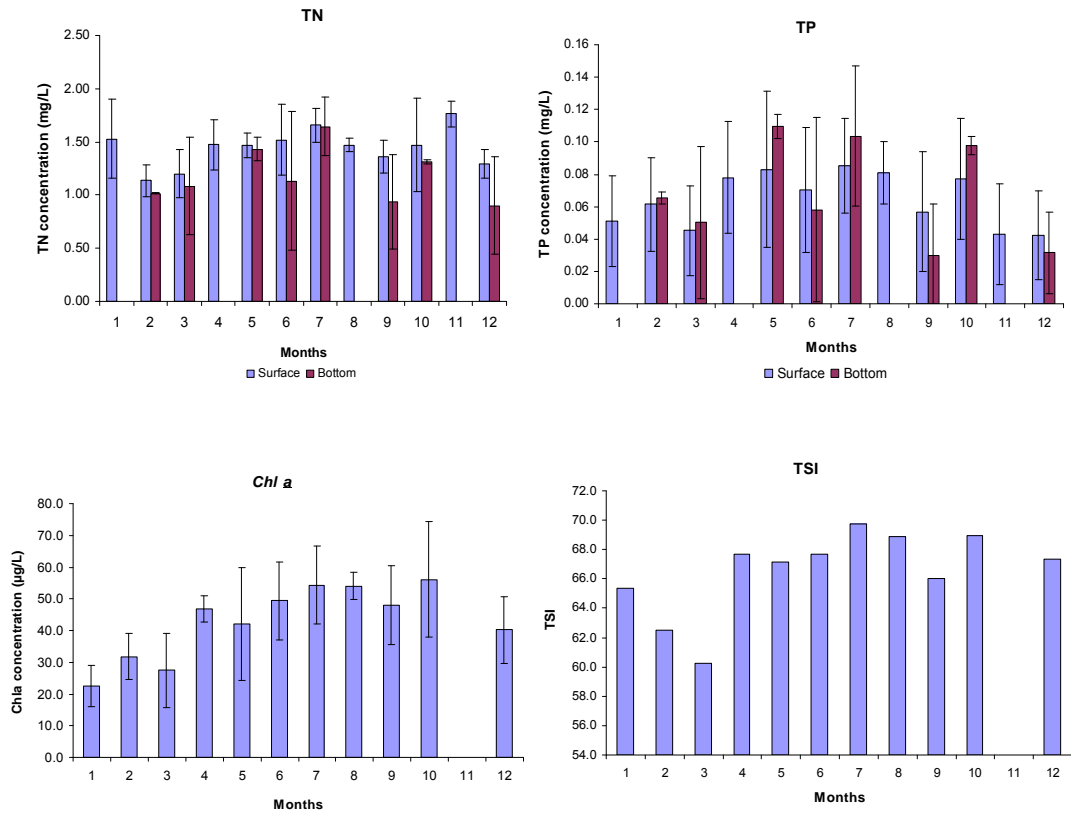 TN
TN concentration (mg/L)
2.50
2.00
1.50
1.00
0.50
0.00
1 2 3 4 5 6 7 8 9 10 11 12
Months
Surface Bottom
TP
TP concentration (mg/L)
0.16
0.14
0.12
0.10
0.08
0.06
0.04
0.02
0.00
1 2 3 4 5 6 7 8 9 10 11 12
Months
Surface Bottom
Chl a
Chla concentration (µg/L)
80.0
70.0
60.0
50.0
40.0
30.0
20.0
10.0
0.0
1 2 3 4 5 6 7 8 9 10 11 12
Months
TSI
TSI
72.0
70.0
68.0
66.0
64.0
62.0
60.0
58.0
56.0
54.0
1 2 3 4 5 6 7 8 9 10 11 12
Months